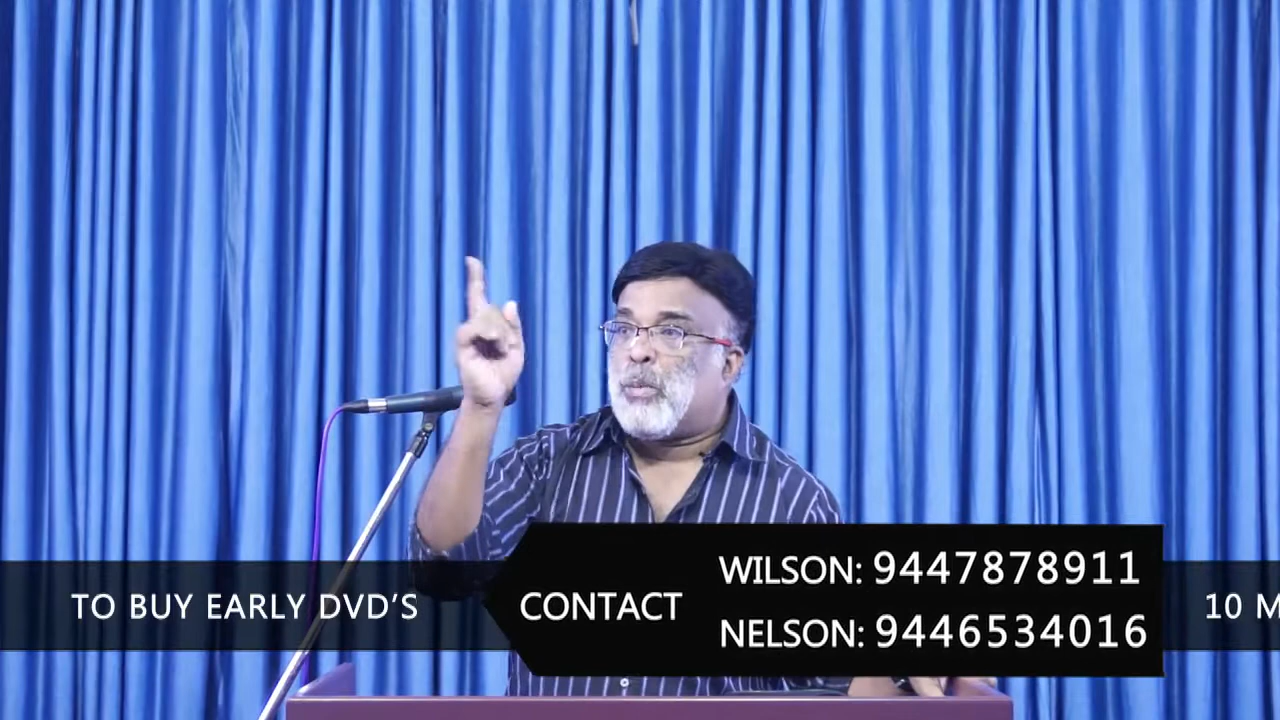 TO BUY EARLY DVD'S
CONTACT
WILSON: 9447878911
NELSON: 9446534016
10 M